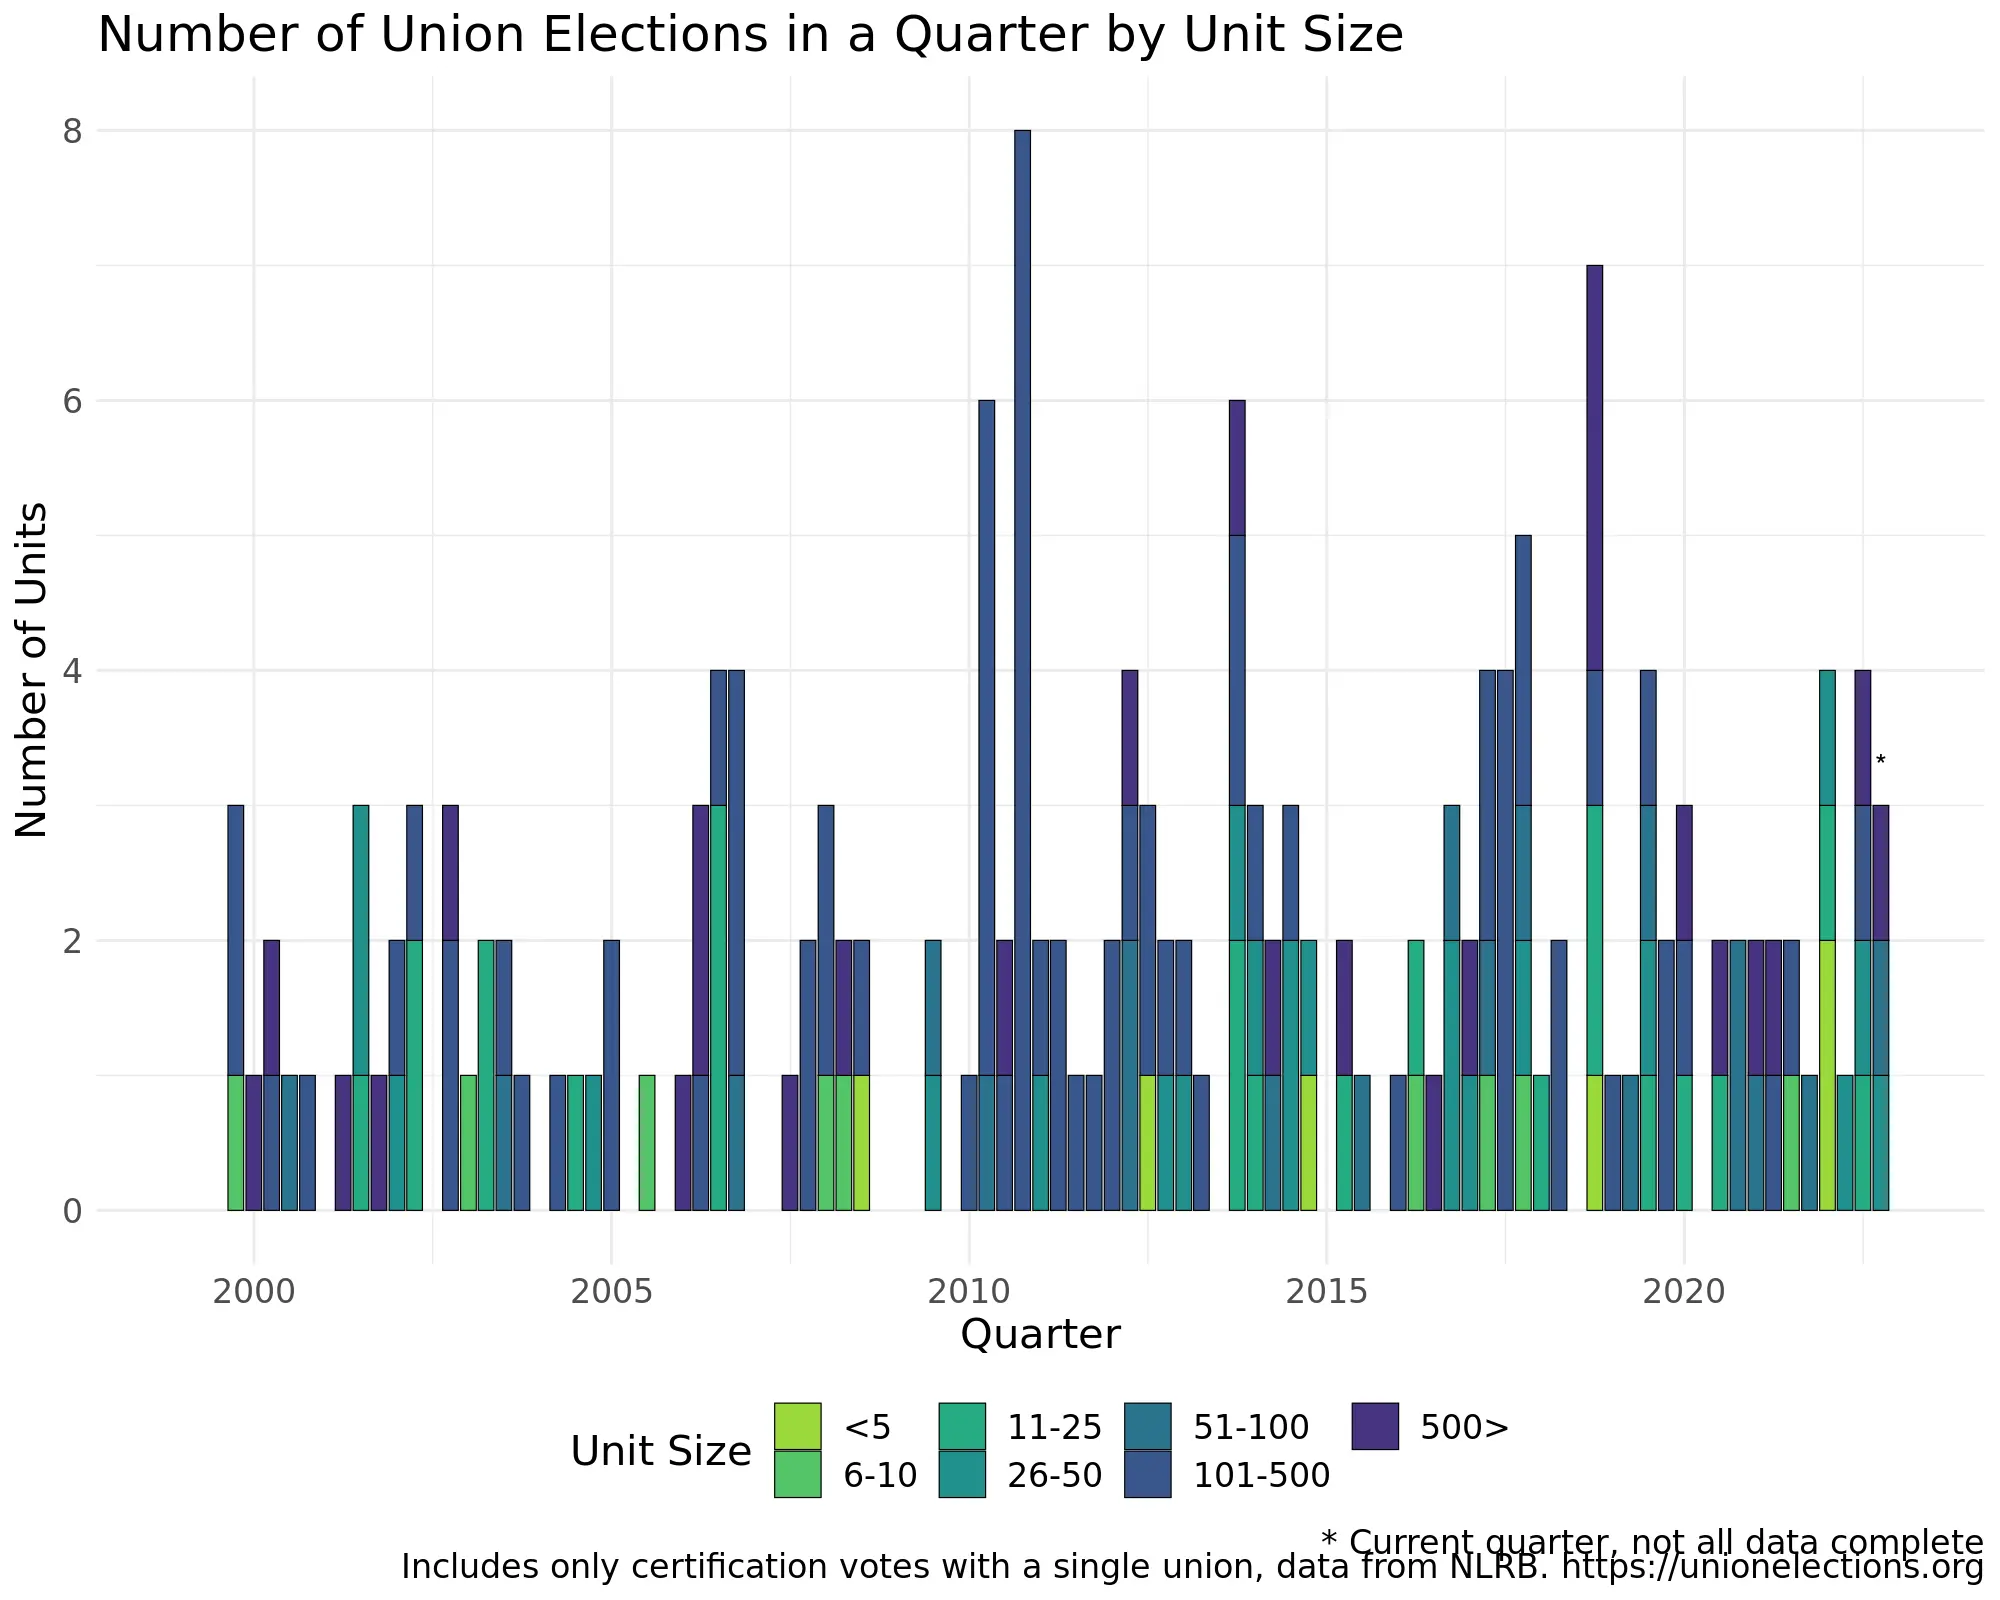 Number of Union Elections in a Quarter by Unit Size
Number of Units
8
6
4
2
0
*
2000 2005 2010 2015 2020
Quarter
Unit Size
<5 11-25 51-100 500>
6-10 26-50 101-500
* Current quarter, not all data complete
Includes only certification votes with a single union, data from NLRB. https://unionelections.org